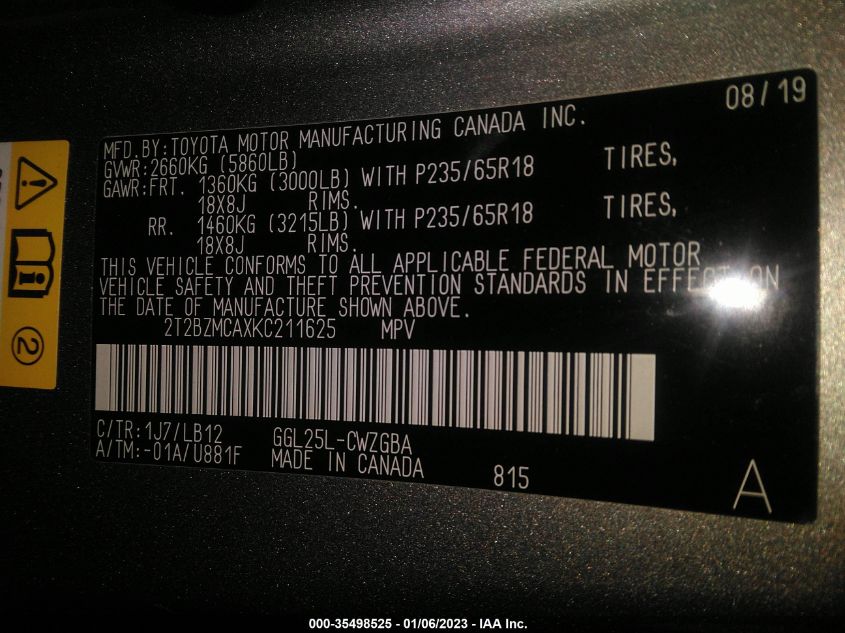 08/19
MFD.BY:TOYOTA MOTOR MANUFACTURING CANADA INC.
GVWR:2660KG (5860LB)
GAWR:FRT. 1360KG (3000LB) WITH P235/65R18 TIRES,
18X8J RIMS.
RR. 1460KG (3215LB) WITH P235/65R18 TIRES,
18X8J RIMS.
THIS VEHICLE CONFORMS TO ALL APPLICABLE FEDERAL MOTOR
VEHICLE SAFETY AND THEFT PREVENTION STANDARDS IN EFFECT ON
THE DATE OF MANUFACTURE SHOWN ABOVE.
2T2BZMCAXKC211625 MPV
C/TR:1J7/LB12 GGL25L-CWZGBA
A/TM:-01A/U881F MADE IN CANADA 815
A
2
000-35498525 - 01/06/2023 - IAA Inc.